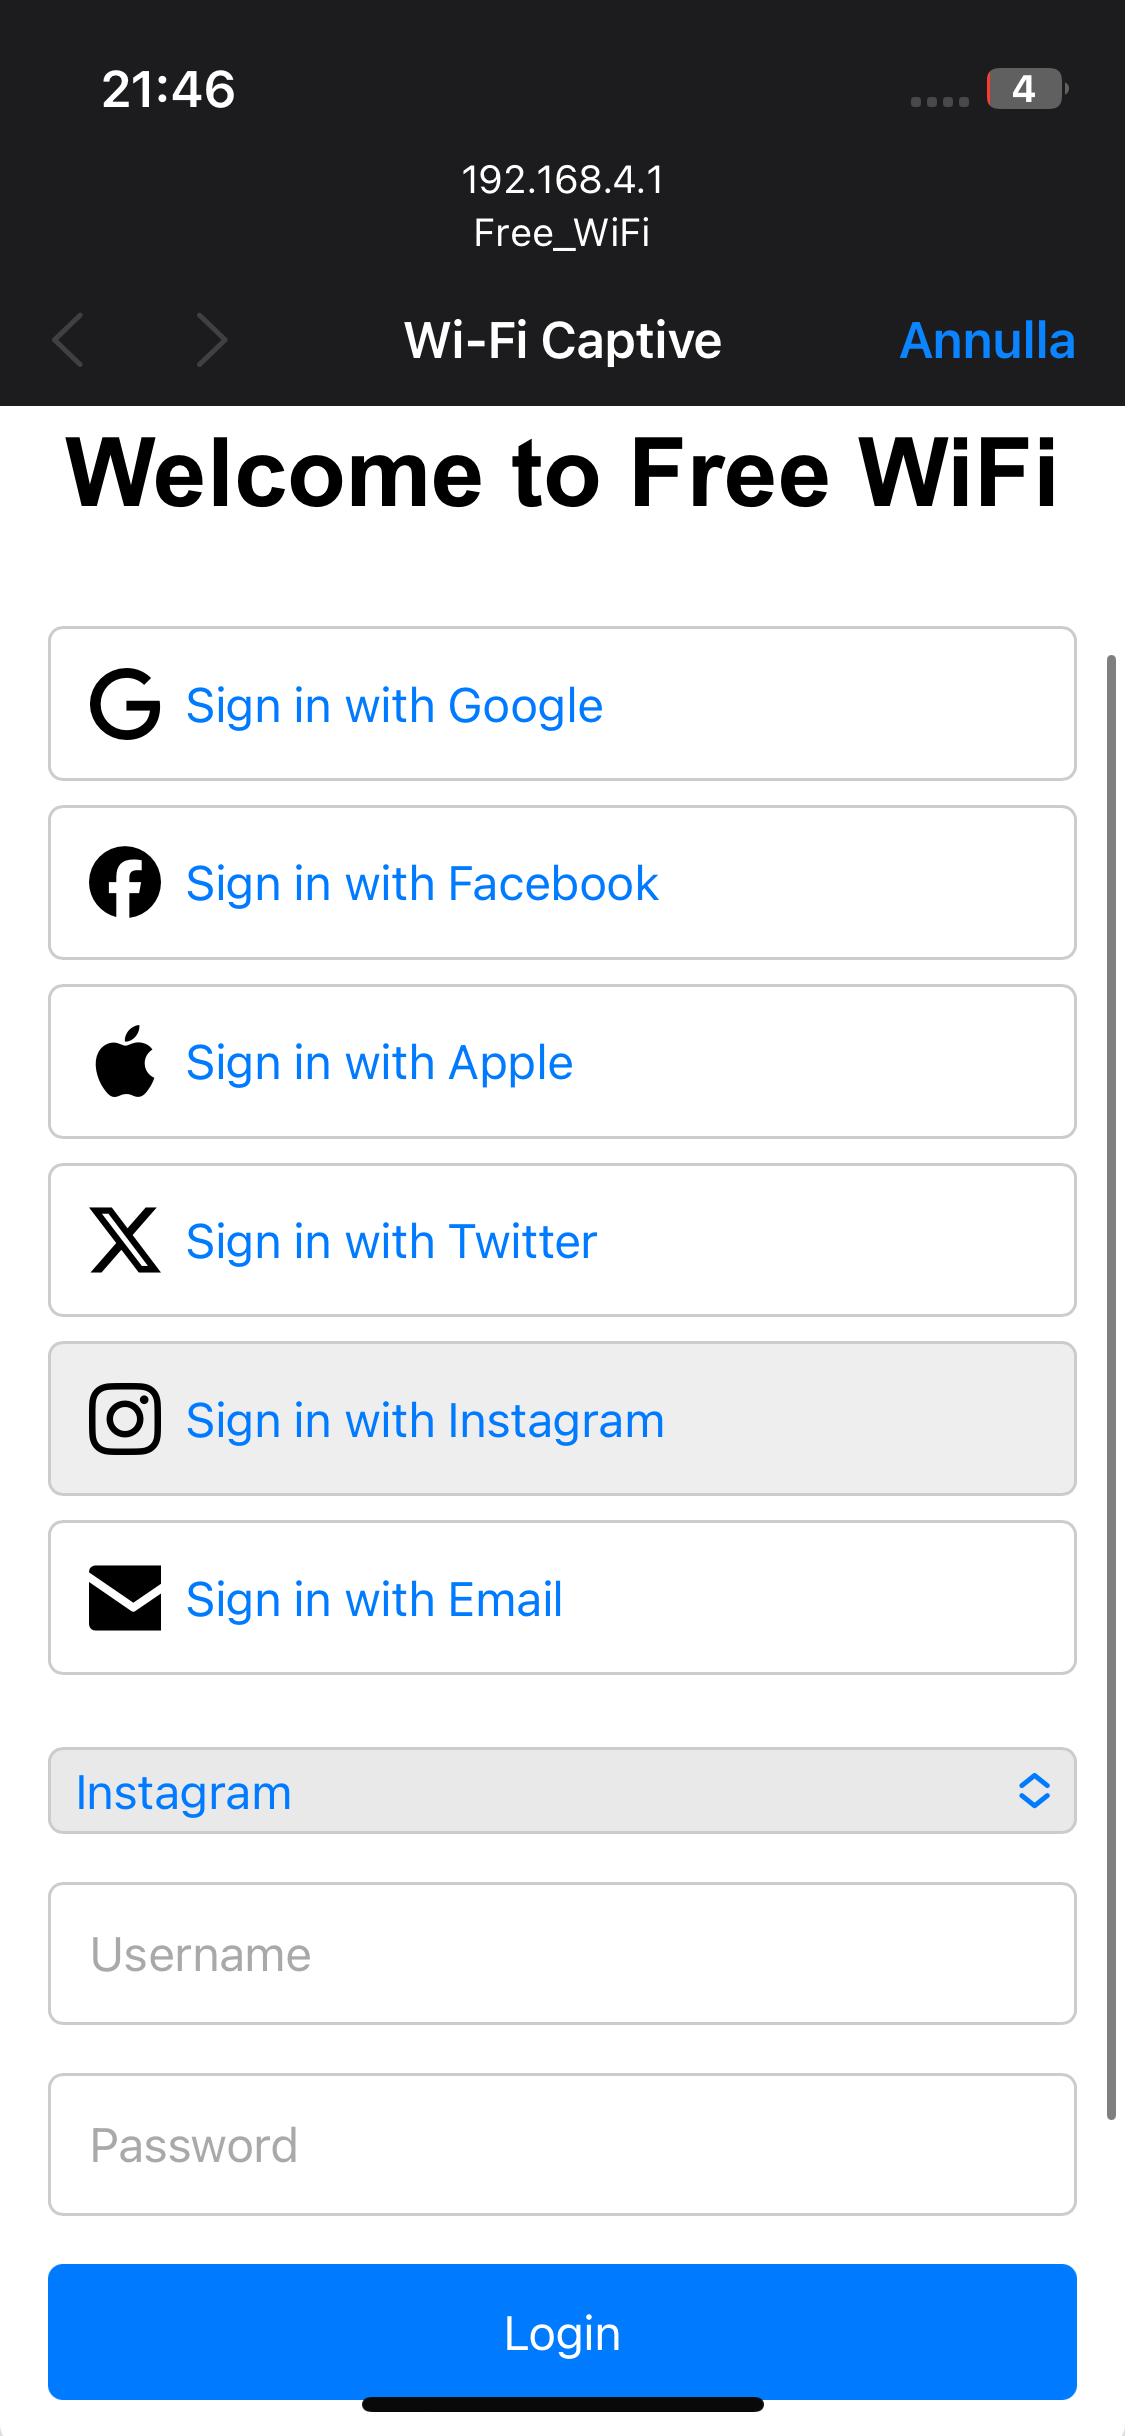 21:46
4
192.168.4.1
Free_WiFi
Wi-Fi Captive
Annulla
Welcome to Free WiFi
Sign in with Google
Sign in with Facebook
Sign in with Apple
Sign in with Twitter
Sign in with Instagram
Sign in with Email
Instagram
Username
Password
Login